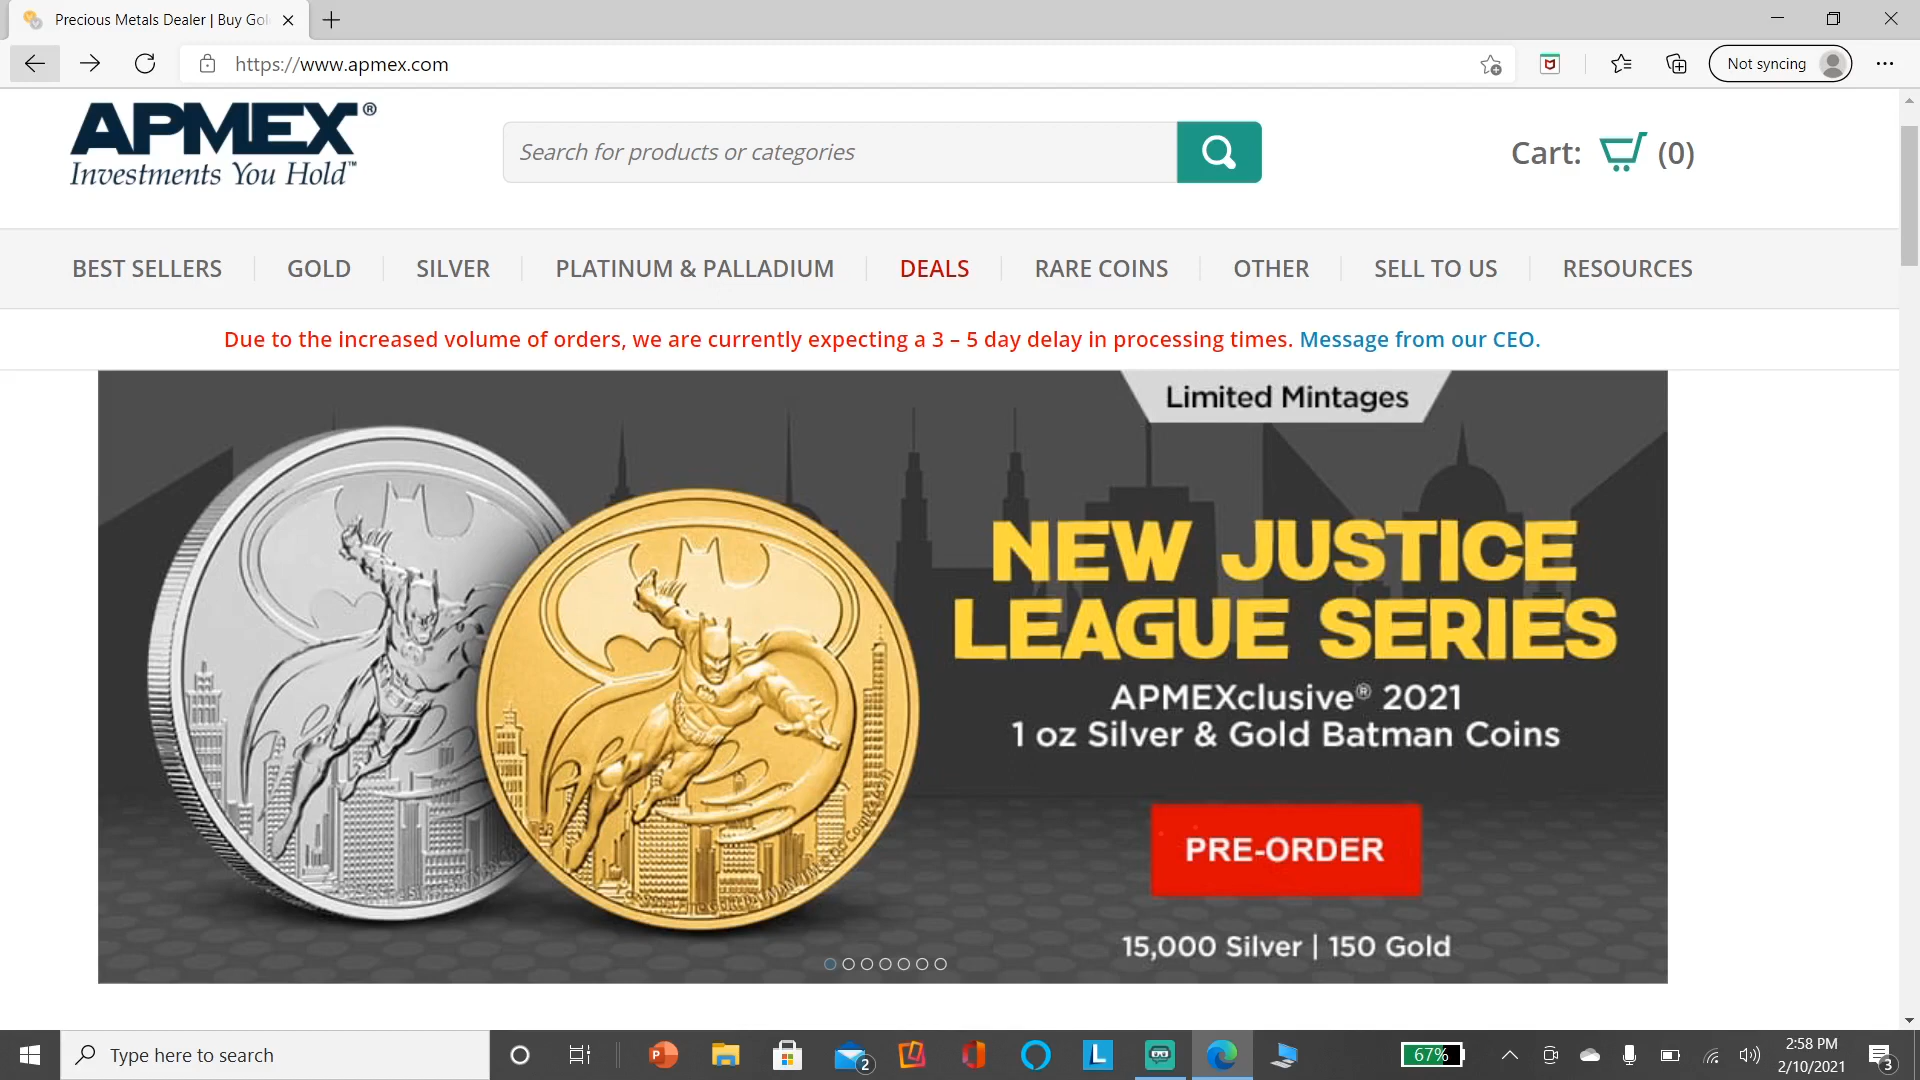 Precious Metals Dealer | Buy Gol
https://www.apmex.com
Not syncing
APMEX®
Investments You Hold™
Search for products or categories
Cart: (0)
BEST SELLERS GOLD SILVER PLATINUM & PALLADIUM DEALS RARE COINS OTHER SELL TO US RESOURCES
Due to the increased volume of orders, we are currently expecting a 3 – 5 day delay in processing times. Message from our CEO.
Limited Mintages
NEW JUSTICE
LEAGUE SERIES
APMEXclusive® 2021
1 oz Silver & Gold Batman Coins
PRE-ORDER
15,000 Silver | 150 Gold
Type here to search
2
67%
2:58 PM
2/10/2021
3